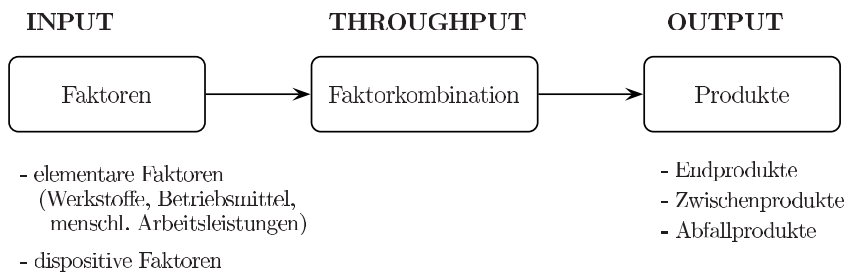 INPUT THROUGHPUT OUTPUT
Faktoren Faktorkombination Produkte
- elementare Faktoren
(Werkstoffe, Betriebsmittel,
menschl. Arbeitsleistungen)
- dispositive Faktoren
- Endprodukte
- Zwischenprodukte
- Abfallprodukte